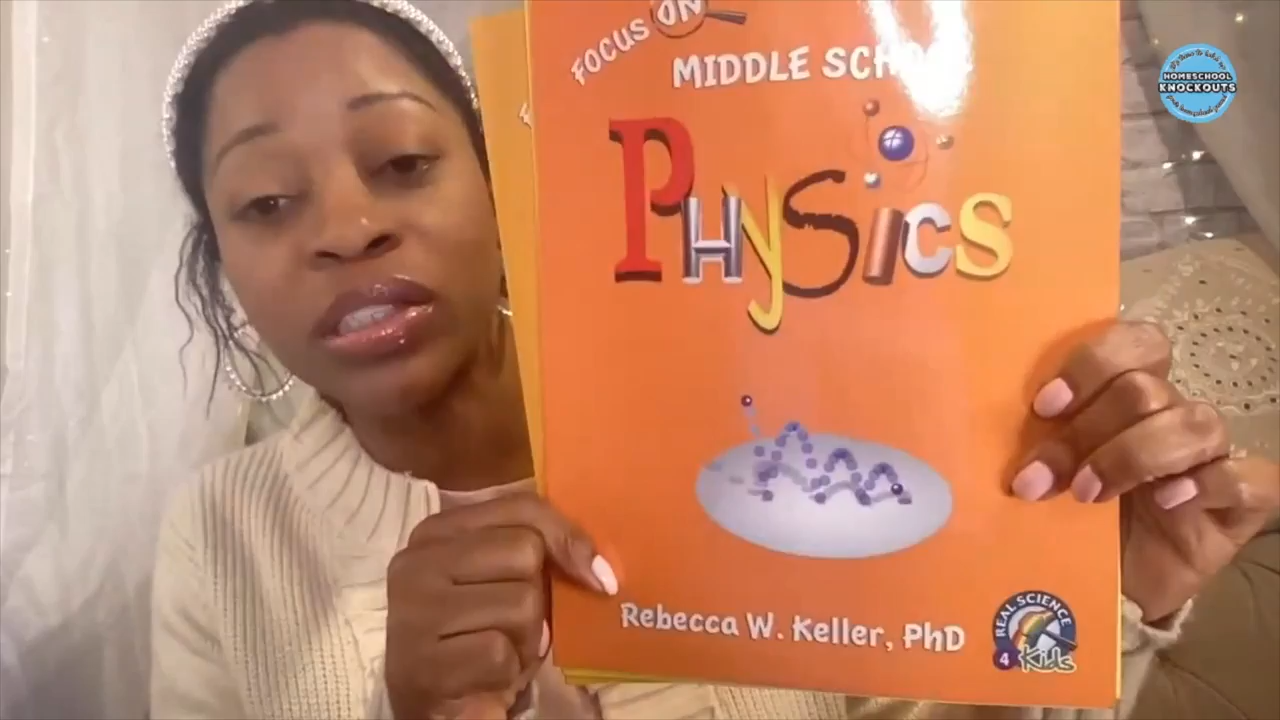 FOCUS ON
MIDDLE SCH
PHYSICS
Rebecca W. Keller, PhD
REAL SCIENCE
4
Kids
HOMESCHOOL
KNOCKOUTS